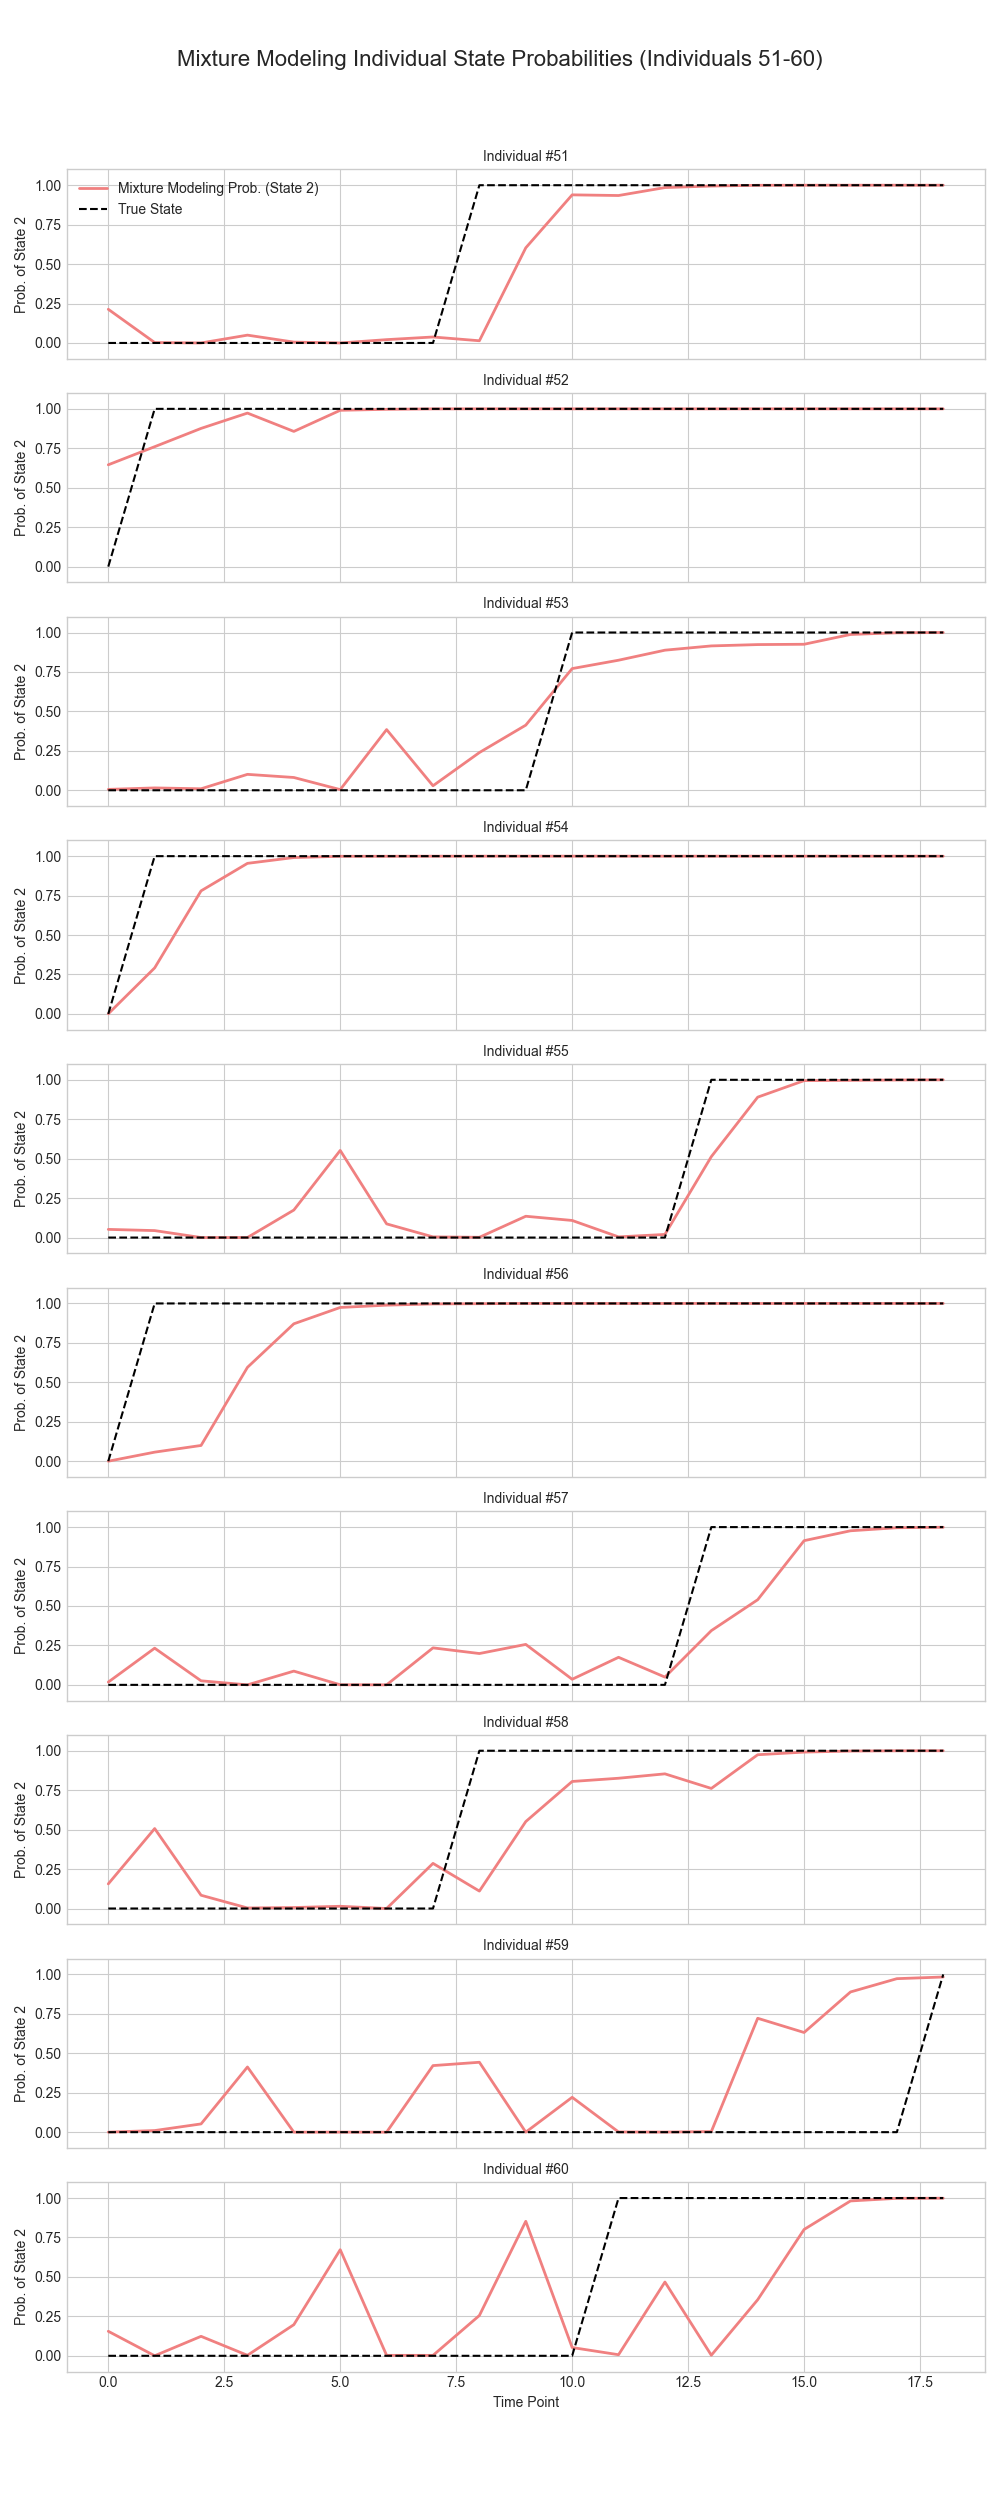 Mixture Modeling Individual State Probabilities (Individuals 51-60)
Individual #51
Mixture Modeling Prob. (State 2)
True State
Prob. of State 2
1.00
0.75
0.50
0.25
0.00
Individual #52
Prob. of State 2
1.00
0.75
0.50
0.25
0.00
Individual #53
Prob. of State 2
1.00
0.75
0.50
0.25
0.00
Individual #54
Prob. of State 2
1.00
0.75
0.50
0.25
0.00
Individual #55
Prob. of State 2
1.00
0.75
0.50
0.25
0.00
Individual #56
Prob. of State 2
1.00
0.75
0.50
0.25
0.00
Individual #57
Prob. of State 2
1.00
0.75
0.50
0.25
0.00
Individual #58
Prob. of State 2
1.00
0.75
0.50
0.25
0.00
Individual #59
Prob. of State 2
1.00
0.75
0.50
0.25
0.00
Individual #60
Prob. of State 2
1.00
0.75
0.50
0.25
0.00
0.0 2.5 5.0 7.5 10.0 12.5 15.0 17.5
Time Point